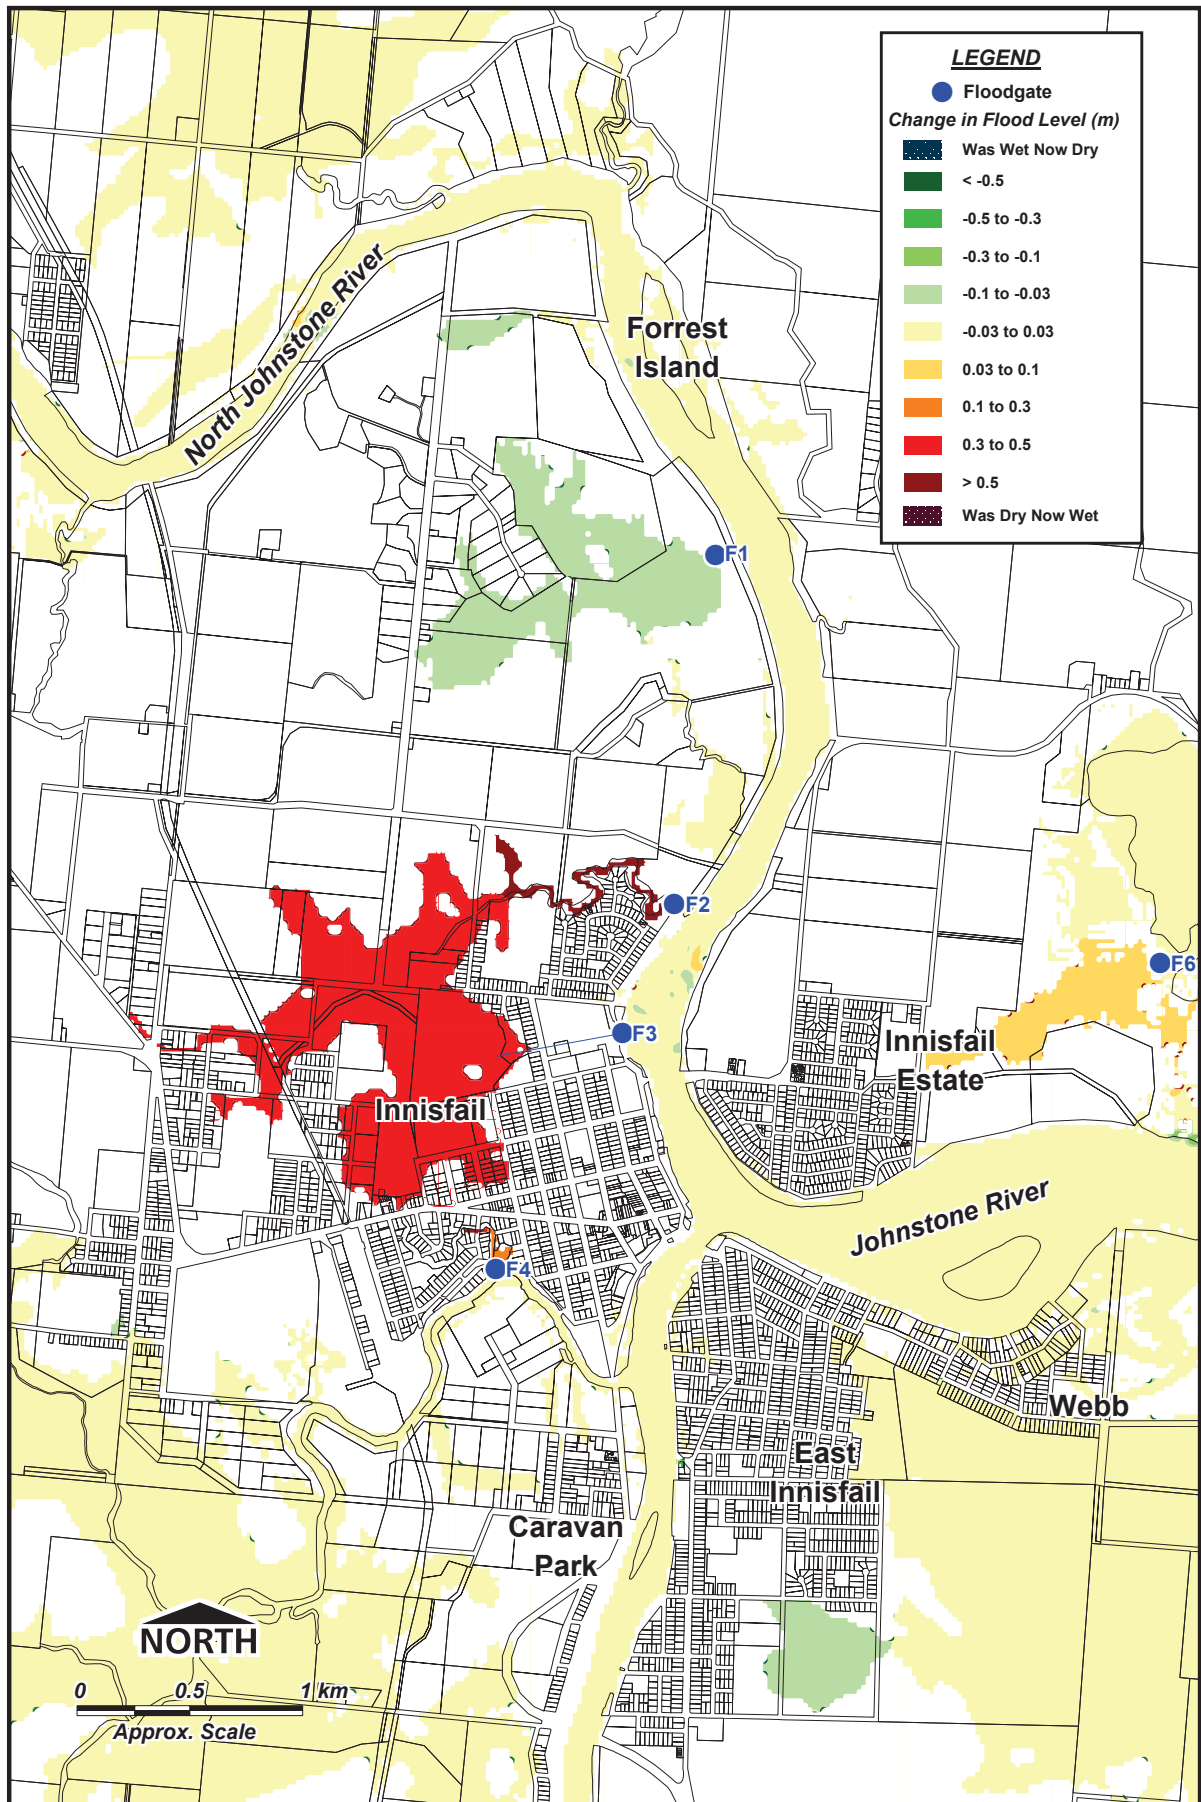 LEGEND
Floodgate
Change in Flood Level (m)
Was Wet Now Dry
< -0.5
-0.5 to -0.3
-0.3 to -0.1
-0.1 to -0.03
-0.03 to 0.03
0.03 to 0.1
0.1 to 0.3
0.3 to 0.5
> 0.5
Was Dry Now Wet
North Johnstone River
Forrest
Island
F1
F2
F6
F3
Innisfail
Estate
Innisfail
Johnstone River
F4
Webb
East
Innisfail
Caravan
Park
NORTH
0 0.5 1 km
Approx. Scale